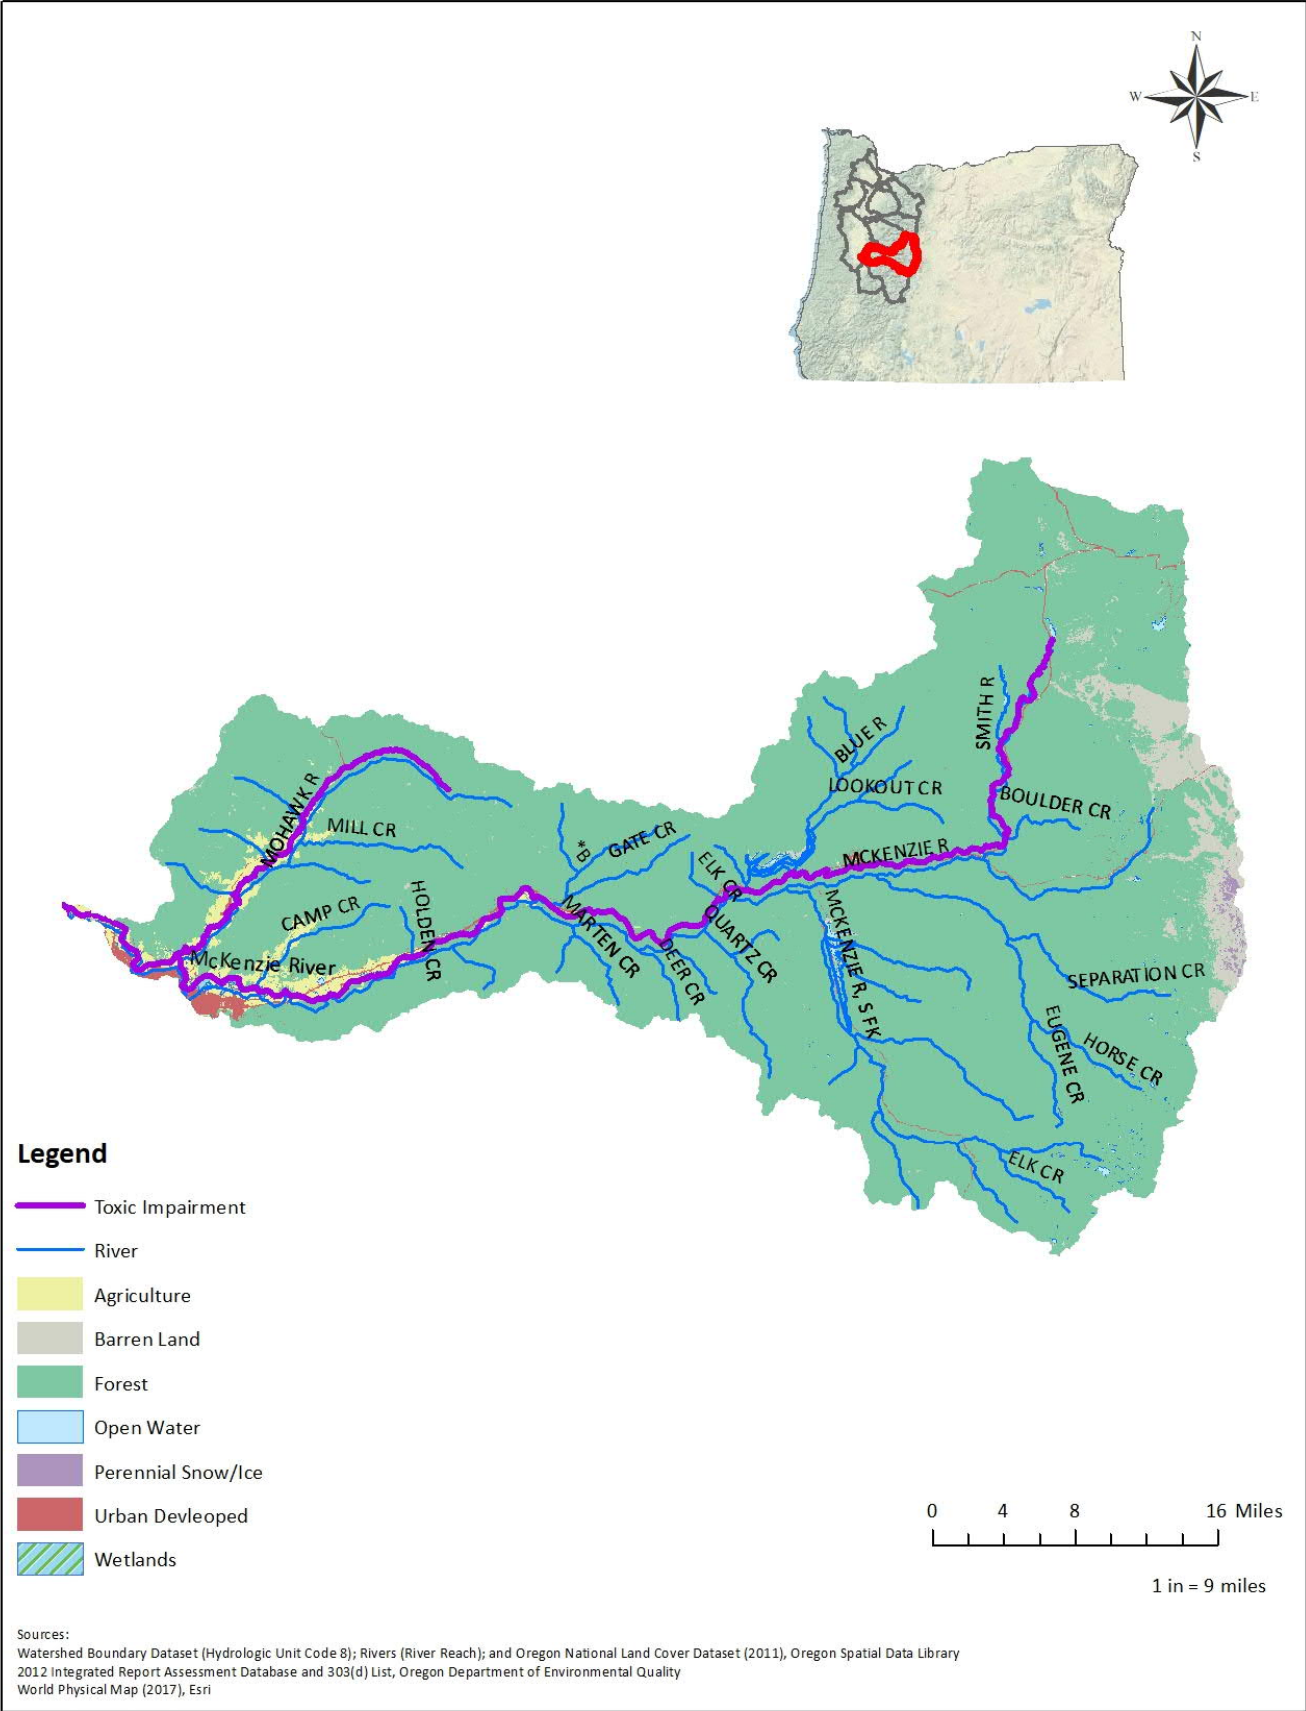 N
W E
S
BLUE R
SMITH R
LOOKOUT CR
BOULDER CR
MOHAWK R
MILL CR
*B
GATE CR
ELK CR
MCKENZIE R
CAMP CR
HOLDEN CR
MARTEN CR
DEER CR
QUARTZ CR
MCKENZIE R, S FK
McKenzie River
SEPARATION CR
EUGENE CR
HORSE CR
ELK CR
Legend
Toxic Impairment
River
Agriculture
Barren Land
Forest
Open Water
Perennial Snow/Ice
Urban Devleoped
Wetlands
0 4 8 16 Miles
1 in = 9 miles
Sources:
Watershed Boundary Dataset (Hydrologic Unit Code 8); Rivers (River Reach); and Oregon National Land Cover Dataset (2011), Oregon Spatial Data Library
2012 Integrated Report Assessment Database and 303(d) List, Oregon Department of Environmental Quality
World Physical Map (2017), Esri